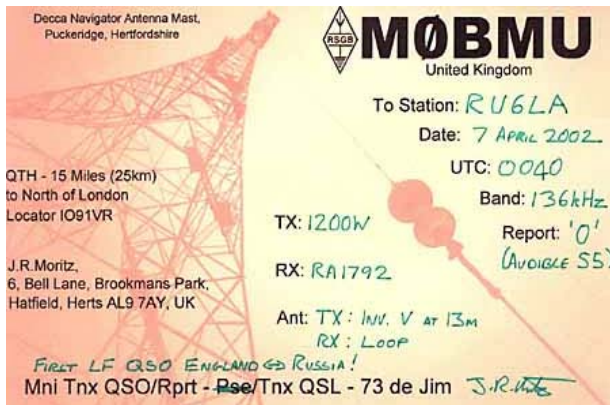 Decca Navigator Antenna Mast,
Puckeridge, Hertfordshire
RSGB
MØBMU
United Kingdom
To Station: RU6LA
Date: 7 APRIL 2002
UTC: 0040
Band: 136kHz
Report: 'O'
(AUDIBLE S5)
QTH - 15 Miles (25km)
to North of London
Locator IO91VR
J.R.Moritz,
6, Bell Lane, Brookmans Park,
Hatfield, Herts AL9 7AY, UK
TX: 1200W
RX: RA1792
Ant: TX: INV. V AT 13m
RX: LOOP
FIRST LF QSO ENGLAND ↔ RUSSIA!
Mni Tnx QSO/Rprt - Pse/Tnx QSL - 73 de Jim